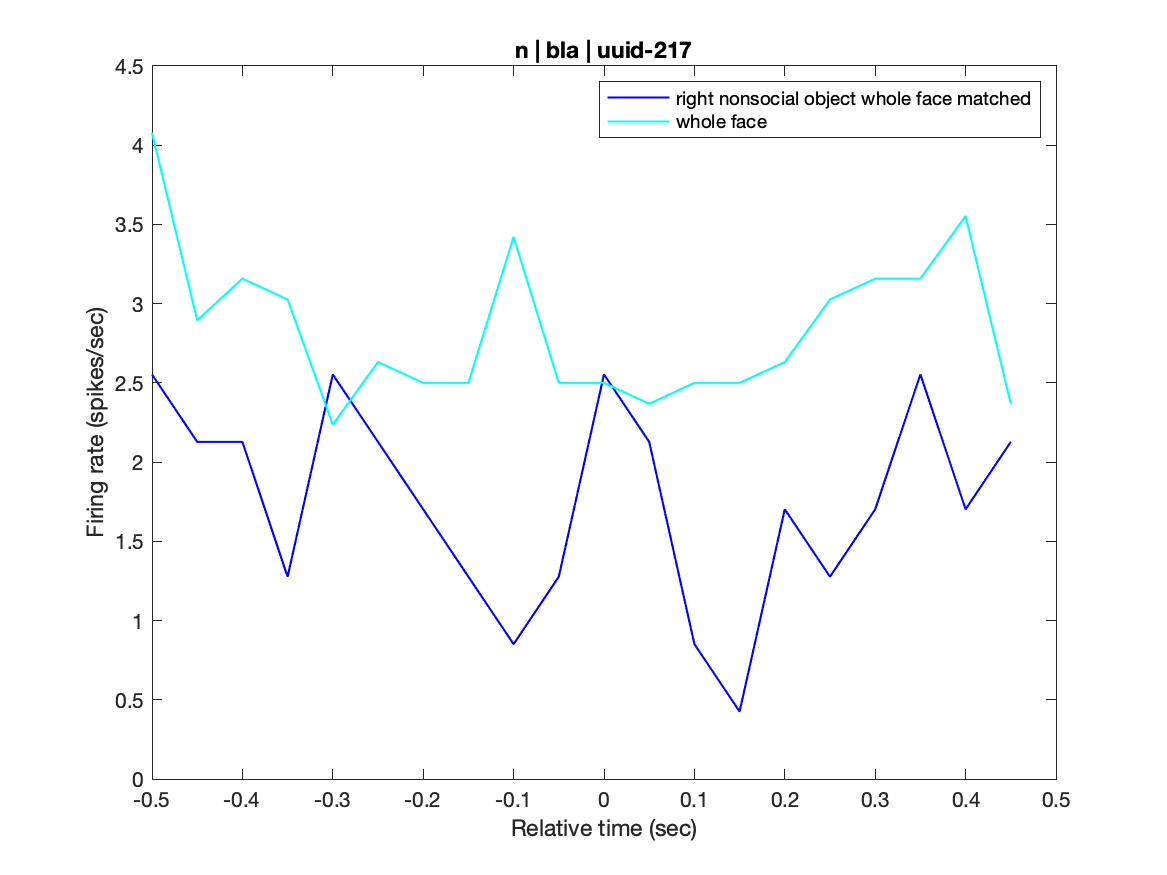 n | bla | uuid-217
right nonsocial object whole face matched
whole face
Firing rate (spikes/sec)
4.5
4
3.5
3
2.5
2
1.5
1
0.5
0
-0.5 -0.4 -0.3 -0.2 -0.1 0 0.1 0.2 0.3 0.4 0.5
Relative time (sec)